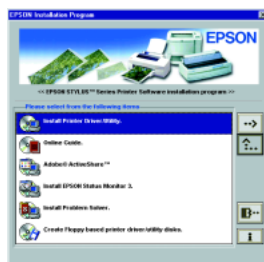 EPSON Installation Program
EPSON
<< EPSON STYLUS™ Series Printer Software installation program >>
Please select from the following items
Install Printer Driver/Utility.
Online Guide.
Adobe® ActiveShare™
Install EPSON Status Monitor 3.
Install Problem Solver.
Create Floppy based printer driver/utility disks.